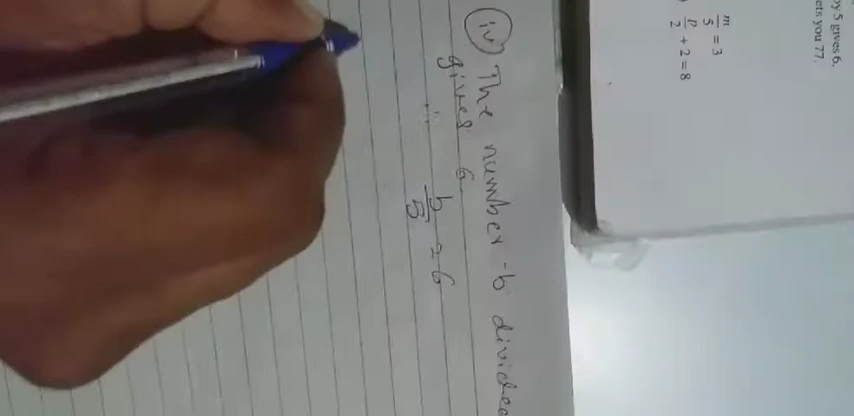 by 5 gives 6.
ets you 77.
m/5 = 3
p/2 + 2 = 8
(iv) The number b divided
gives 6
∴ b/5 = 6